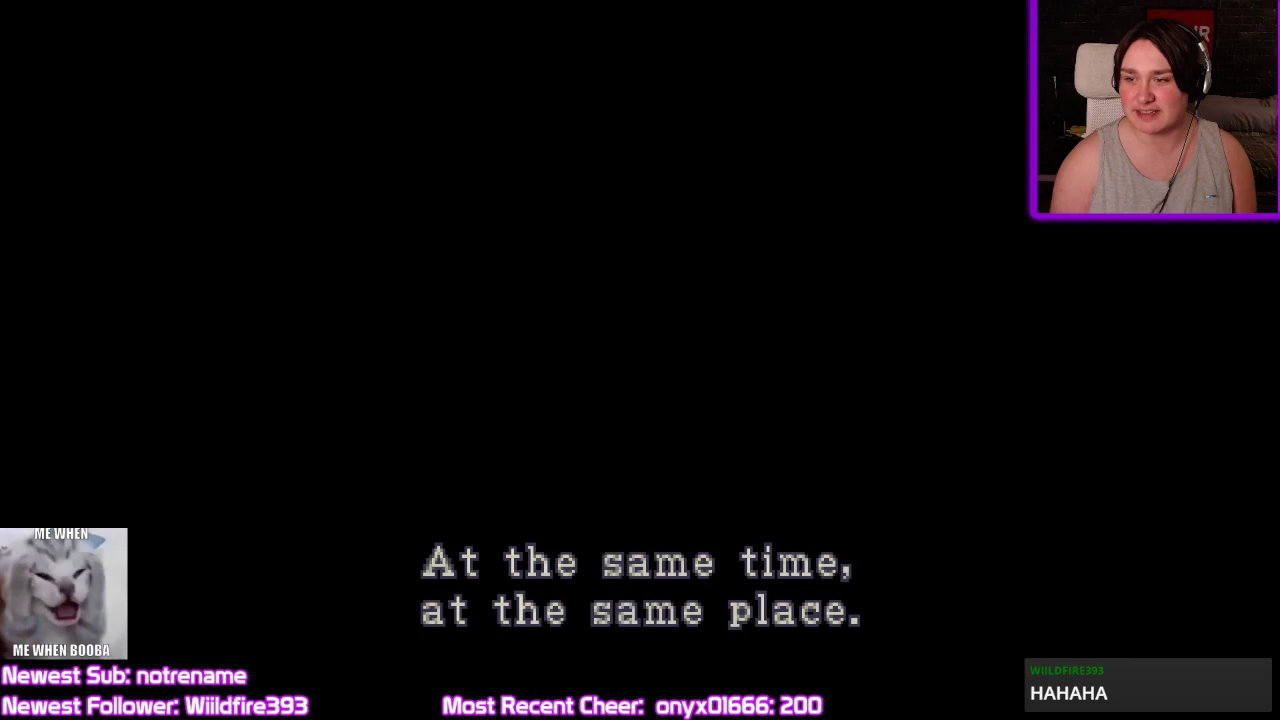 At the same time,
at the same place.
ME WHEN
ME WHEN BOOBA
Newest Sub: notrename
Newest Follower: Wiildfire393
Most Recent Cheer: onyx01666: 200
WIILDFIRE393
HAHAHA